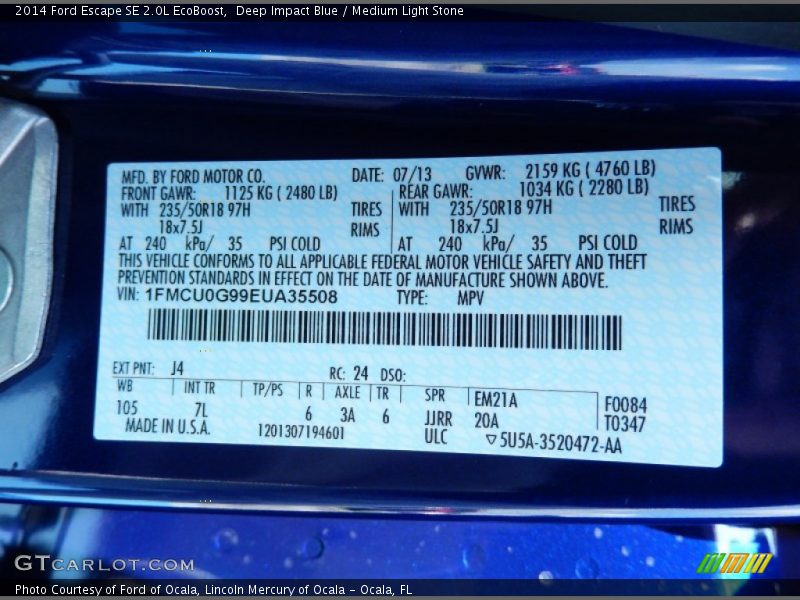 2014 Ford Escape SE 2.0L EcoBoost,  Deep Impact Blue / Medium Light Stone
MFD. BY FORD MOTOR CO. DATE: 07/13 GVWR: 2159 KG ( 4760 LB)
FRONT GAWR: 1125 KG ( 2480 LB) REAR GAWR: 1034 KG ( 2280 LB)
WITH 235/50R18 97H TIRES WITH 235/50R18 97H TIRES
18x7.5J RIMS 18x7.5J RIMS
AT 240 kPa/ 35 PSI COLD AT 240 kPa/ 35 PSI COLD
THIS VEHICLE CONFORMS TO ALL APPLICABLE FEDERAL MOTOR VEHICLE SAFETY AND THEFT
PREVENTION STANDARDS IN EFFECT ON THE DATE OF MANUFACTURE SHOWN ABOVE.
VIN: 1FMCU0G99EUA35508 TYPE: MPV
EXT PNT: J4 RC: 24 DSO:
WB INT TR TP/PS R AXLE TR SPR EM21A F0084
105 7L 6 3A 6 JJRR 20A T0347
MADE IN U.S.A. 1201307194601 ULC ▽5U5A-3520472-AA
GTCARLOT.COM
Photo Courtesy of Ford of Ocala, Lincoln Mercury of Ocala – Ocala, FL